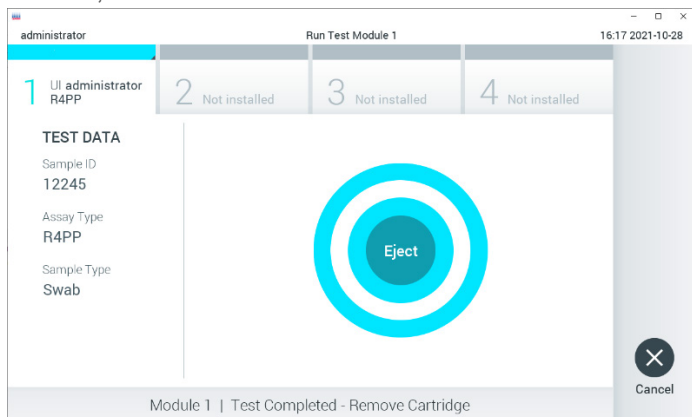 administrator Run Test Module 1 16:17 2021-10-28
1 UI administrator
R4PP
2 Not installed
3 Not installed
4 Not installed
TEST DATA
Sample ID
12245
Assay Type
R4PP
Sample Type
Swab
Eject
Cancel
Module 1 | Test Completed - Remove Cartridge